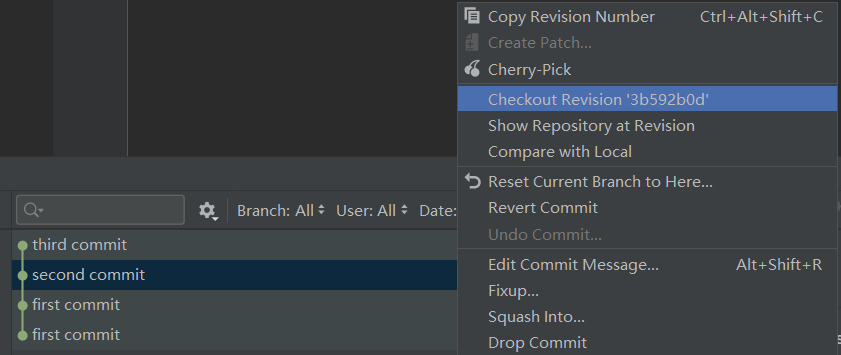 Copy Revision Number Ctrl+Alt+Shift+C
Create Patch...
Cherry-Pick
Checkout Revision '3b592b0d'
Show Repository at Revision
Compare with Local
Reset Current Branch to Here...
Revert Commit
Undo Commit...
Edit Commit Message... Alt+Shift+R
Fixup...
Squash Into...
Drop Commit
Branch: All User: All Date:
third commit
second commit
first commit
first commit